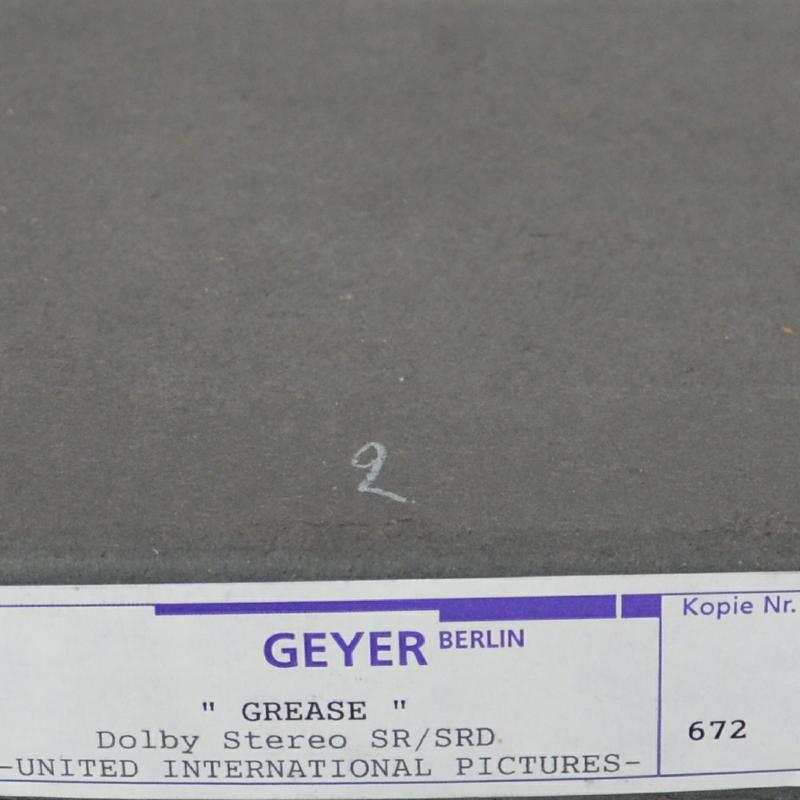 2
GEYER BERLIN
Kopie Nr.
" GREASE "
Dolby Stereo SR/SRD
672
-UNITED INTERNATIONAL PICTURES-